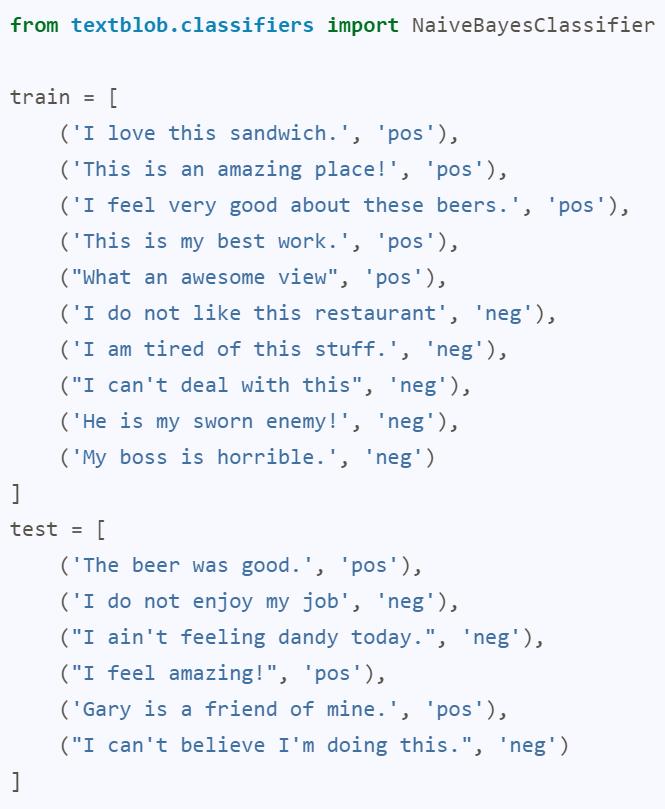 from textblob.classifiers import NaiveBayesClassifier

train = [
    ('I love this sandwich.', 'pos'),
    ('This is an amazing place!', 'pos'),
    ('I feel very good about these beers.', 'pos'),
    ('This is my best work.', 'pos'),
    ("What an awesome view", 'pos'),
    ('I do not like this restaurant', 'neg'),
    ('I am tired of this stuff.', 'neg'),
    ("I can't deal with this", 'neg'),
    ('He is my sworn enemy!', 'neg'),
    ('My boss is horrible.', 'neg')
]
test = [
    ('The beer was good.', 'pos'),
    ('I do not enjoy my job', 'neg'),
    ("I ain't feeling dandy today.", 'neg'),
    ("I feel amazing!", 'pos'),
    ('Gary is a friend of mine.', 'pos'),
    ("I can't believe I'm doing this.", 'neg')
]